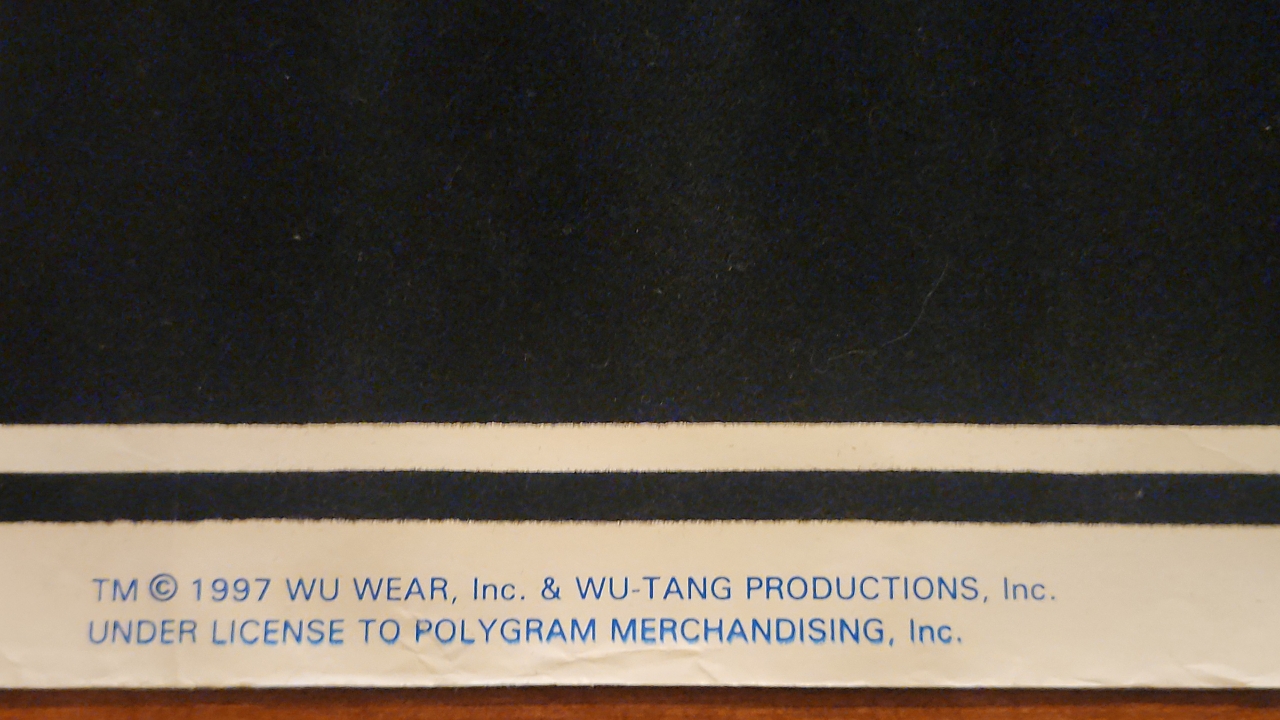 TM © 1997 WU WEAR, Inc. & WU-TANG PRODUCTIONS, Inc.
UNDER LICENSE TO POLYGRAM MERCHANDISING, Inc.